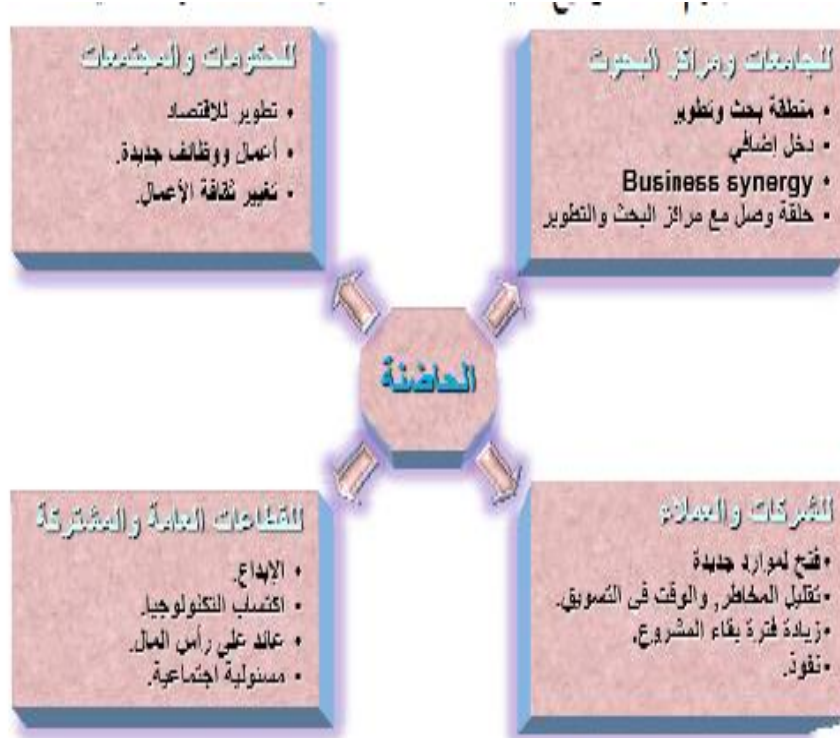 للجامعات ومراكز البحوث
• منطقة بحث وتطوير
• دخل إضافي
• Business synergy
• حلقة وصل مع مراكز البحث والتطوير
للحكومات والمجتمعات
• تطوير للاقتصاد
• أعمال ووظائف جديدة.
• تغيير ثقافة الأعمال.
الحاضنة
للشركات والعملاء
•فتح لموارد جديدة
•تقليل المخاطر, والوقت فى التسويق.
•زيادة فترة بقاء المشروع.
•نفوذ.
للقطاعات العامة والمشتركة
• الإبداع.
• اكتساب التكنولوجيا.
• عائد علي رأس المال.
• مسئولية اجتماعية.